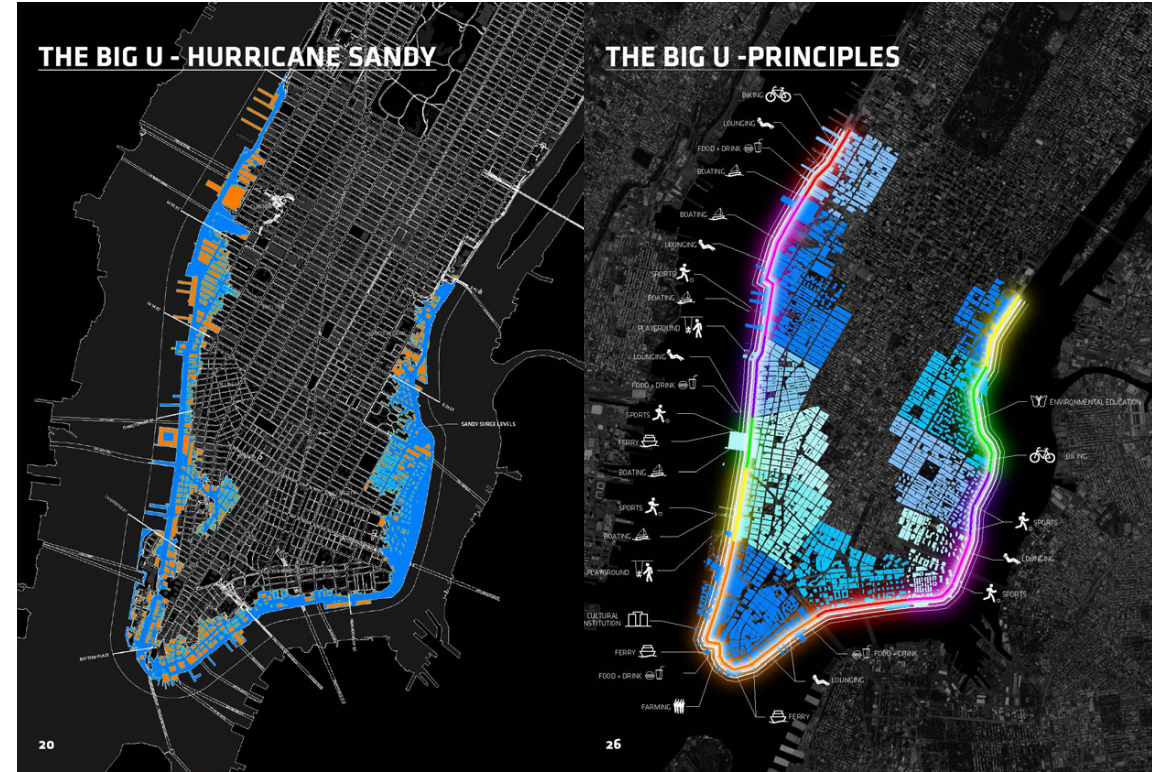 THE BIG U - HURRICANE SANDY
SANDY SURGE LEVELS
BATTERY PLACE
20
THE BIG U -PRINCIPLES
BIKING
LOUNGING
FOOD + DRINK
BOATING
BOATING
LOUNGING
SPORTS
BOATING
PLAYGROUND
LOUNGING
FOOD + DRINK
SPORTS
FERRY
BOATING
SPORTS
BOATING
PLAYGROUND
CULTURAL
INSTITUTION
FERRY
FOOD + DRINK
FARMING
ENVIRONMENTAL EDUCATION
BIKING
SPORTS
LOUNGING
SPORTS
FOOD + DRINK
LOUNGING
FERRY
26